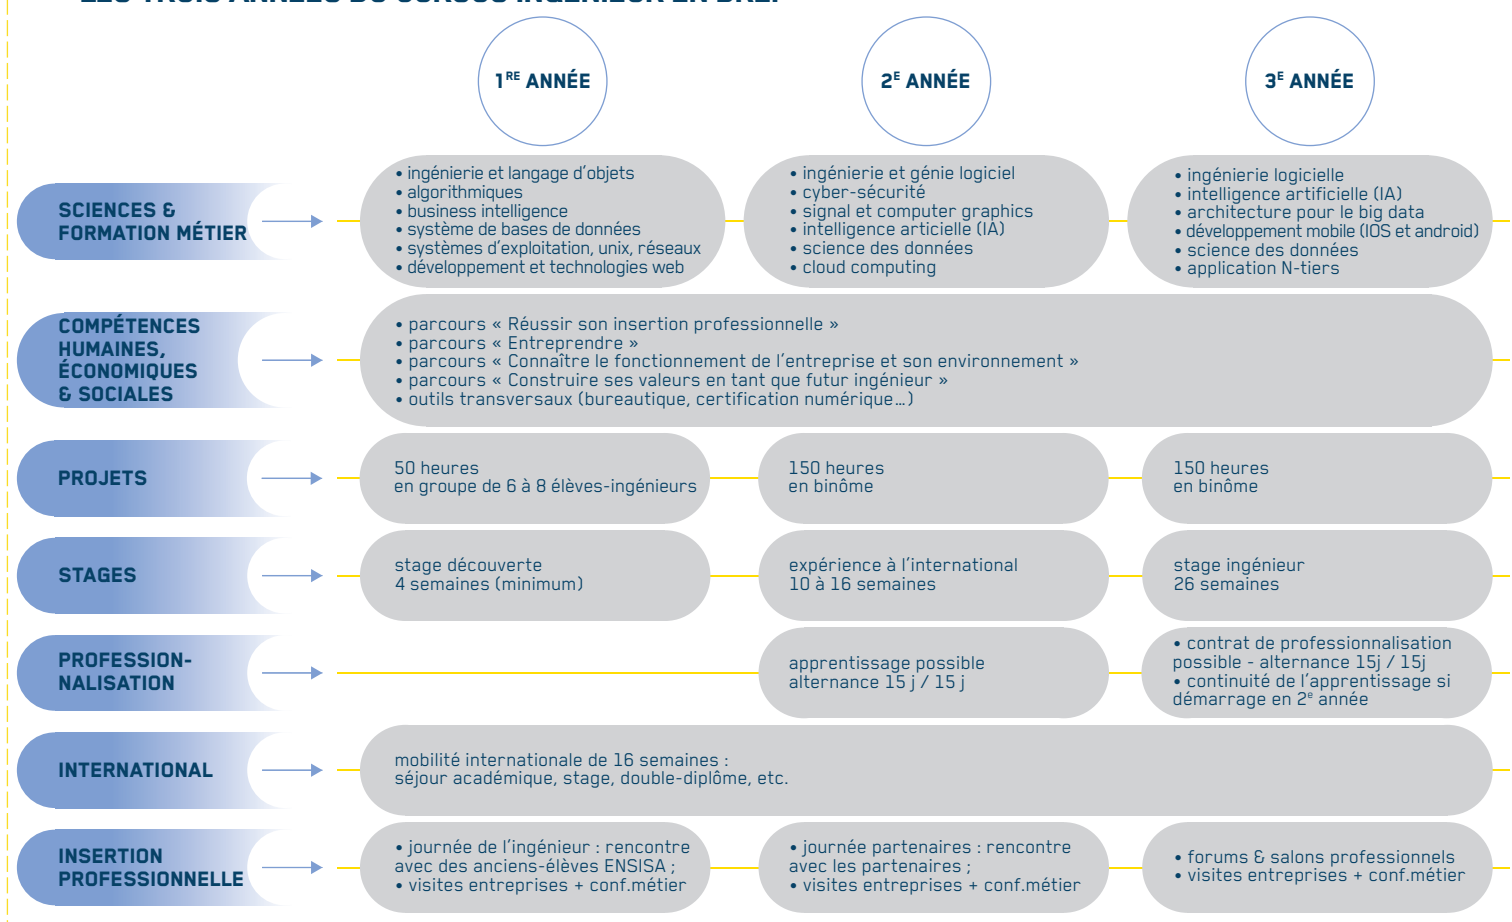 LES TROIS ANNÉES DU CURSUS INGÉNIEUR EN BREF
1RE ANNÉE
2E ANNÉE
3E ANNÉE
SCIENCES &
FORMATION MÉTIER
• ingénierie et langage d’objets
• algorithmiques
• business intelligence
• système de bases de données
• systèmes d’exploitation, unix, réseaux
• développement et technologies web
• ingénierie et génie logiciel
• cyber-sécurité
• signal et computer graphics
• intelligence articielle (IA)
• science des données
• cloud computing
• ingénierie logicielle
• intelligence artificielle (IA)
• architecture pour le big data
• développement mobile (IOS et android)
• science des données
• application N-tiers
COMPÉTENCES
HUMAINES,
ÉCONOMIQUES
& SOCIALES
• parcours « Réussir son insertion professionnelle »
• parcours « Entreprendre »
• parcours « Connaître le fonctionnement de l’entreprise et son environnement »
• parcours « Construire ses valeurs en tant que futur ingénieur »
• outils transversaux (bureautique, certification numérique…)
PROJETS
50 heures
en groupe de 6 à 8 élèves-ingénieurs
150 heures
en binôme
150 heures
en binôme
STAGES
stage découverte
4 semaines (minimum)
expérience à l’international
10 à 16 semaines
stage ingénieur
26 semaines
PROFESSION-
NALISATION
apprentissage possible
alternance 15 j / 15 j
• contrat de professionnalisation
possible - alternance 15j / 15j
• continuité de l’apprentissage si
démarrage en 2e année
INTERNATIONAL
mobilité internationale de 16 semaines :
séjour académique, stage, double-diplôme, etc.
INSERTION
PROFESSIONNELLE
• journée de l’ingénieur : rencontre
avec des anciens-élèves ENSISA ;
• visites entreprises + conf.métier
• journée partenaires : rencontre
avec les partenaires ;
• visites entreprises + conf.métier
• forums & salons professionnels
• visites entreprises + conf.métier